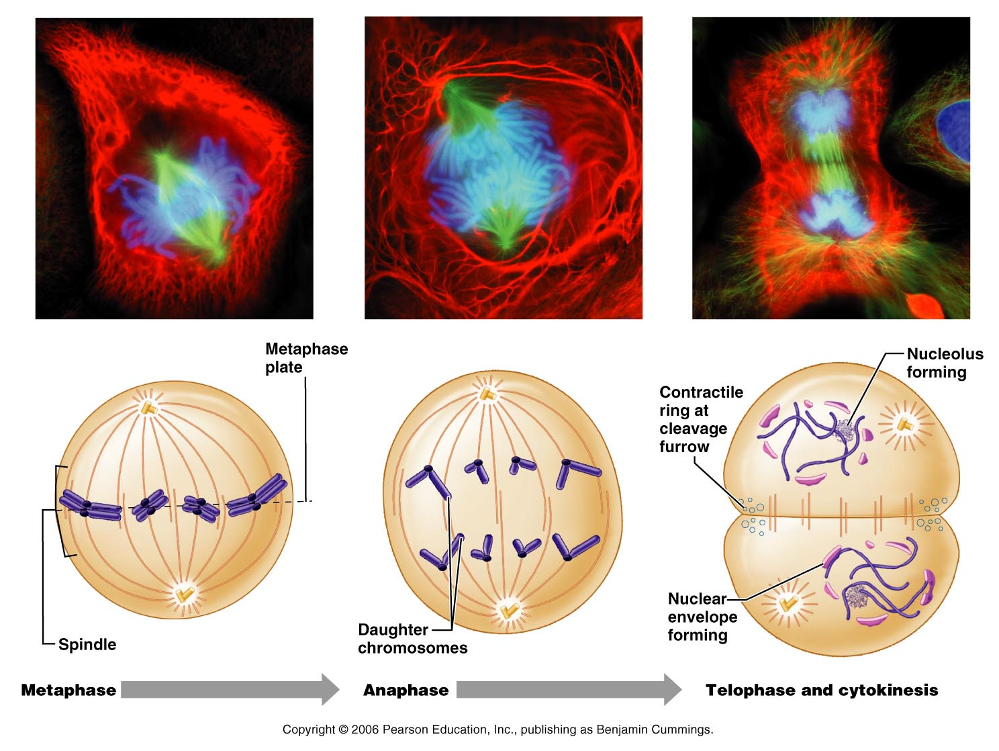 Metaphase
plate
Spindle
Daughter
chromosomes
Nucleolus
forming
Contractile
ring at
cleavage
furrow
Nuclear
envelope
forming
Metaphase
Anaphase
Telophase and cytokinesis
Copyright © 2006 Pearson Education, Inc., publishing as Benjamin Cummings.